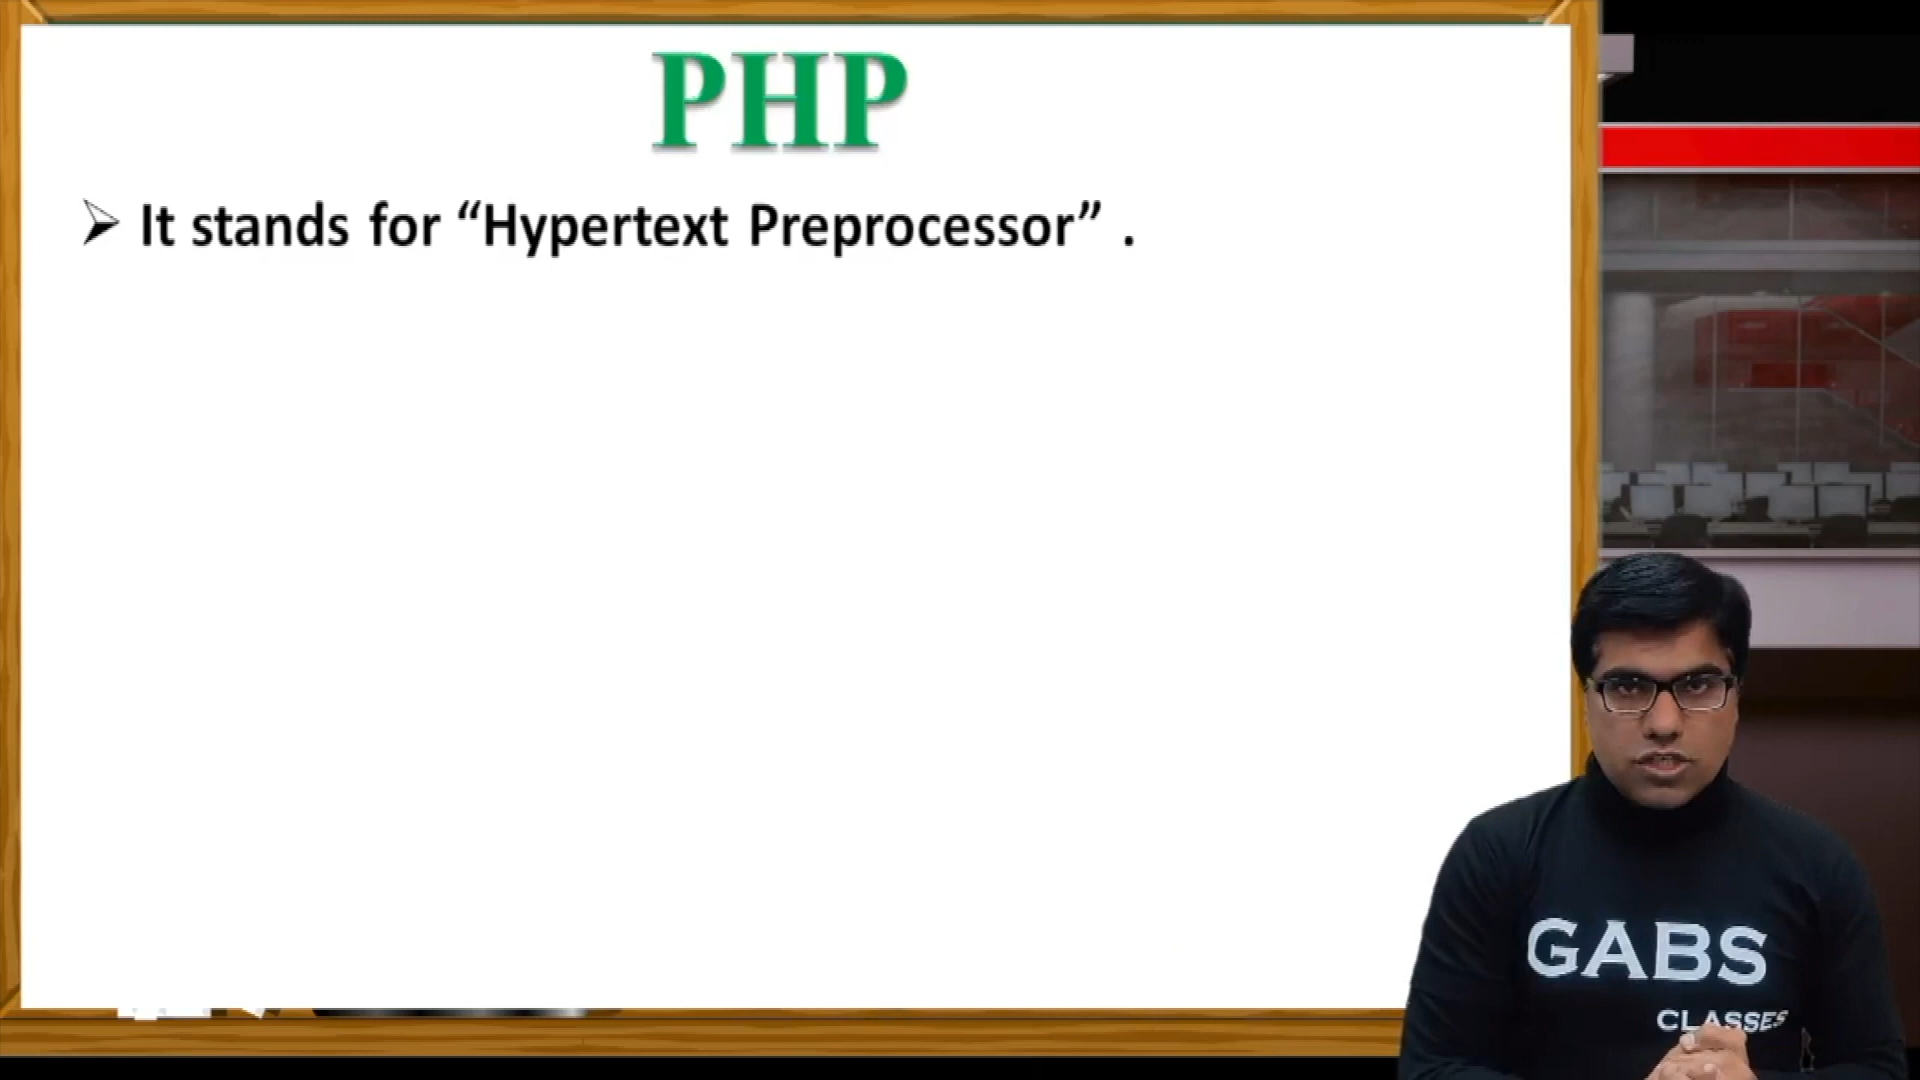 PHP
➢ It stands for “Hypertext Preprocessor” .
GABS
CLASSES